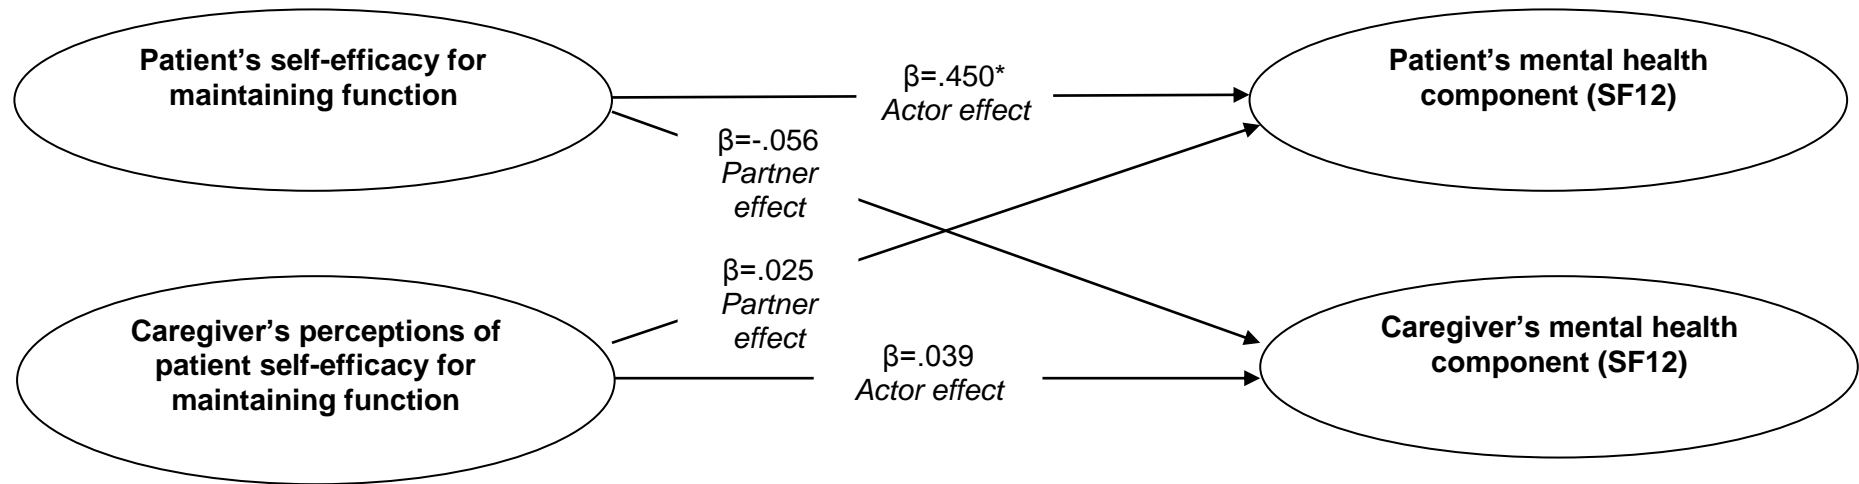 Patient’s self-efficacy for
maintaining function
β=.450*
Actor effect
Patient’s mental health
component (SF12)
β=-.056
Partner
effect
β=.025
Partner
effect
Caregiver’s perceptions of
patient self-efficacy for
maintaining function
β=.039
Actor effect
Caregiver’s mental health
component (SF12)